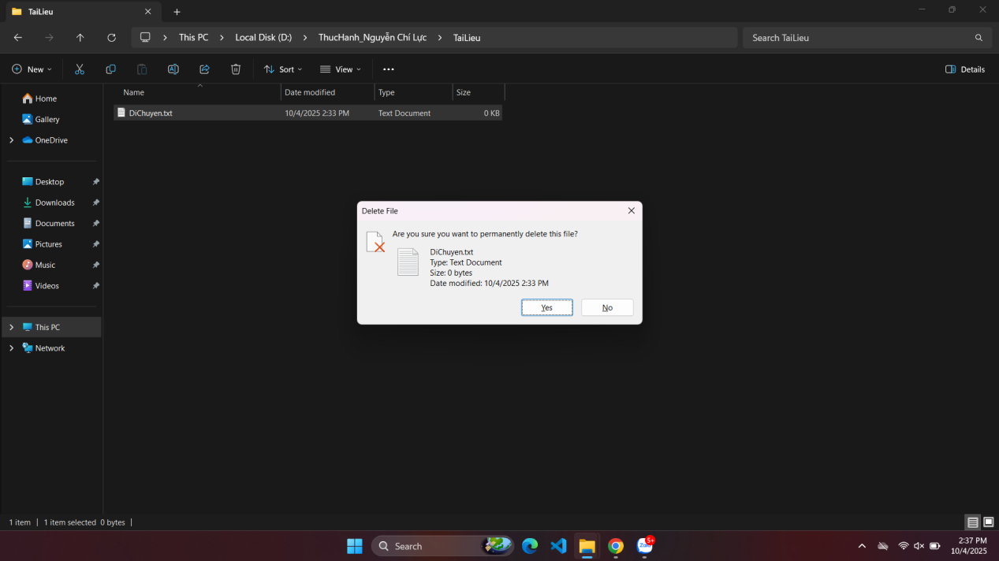 TaiLieu
This PC > Local Disk (D:) > ThucHanh_Nguyễn Chí Lực > TaiLieu
Search TaiLieu
New
Sort
View
Details
Name Date modified Type Size
DiChuyen.txt 10/4/2025 2:33 PM Text Document 0 KB
Home
Gallery
OneDrive
Desktop
Downloads
Documents
Pictures
Music
Videos
This PC
Network
Delete File
Are you sure you want to permanently delete this file?
DiChuyen.txt
Type: Text Document
Size: 0 bytes
Date modified: 10/4/2025 2:33 PM
Yes
No
1 item | 1 item selected 0 bytes |
Search
Zalo
5+
2:37 PM
10/4/2025